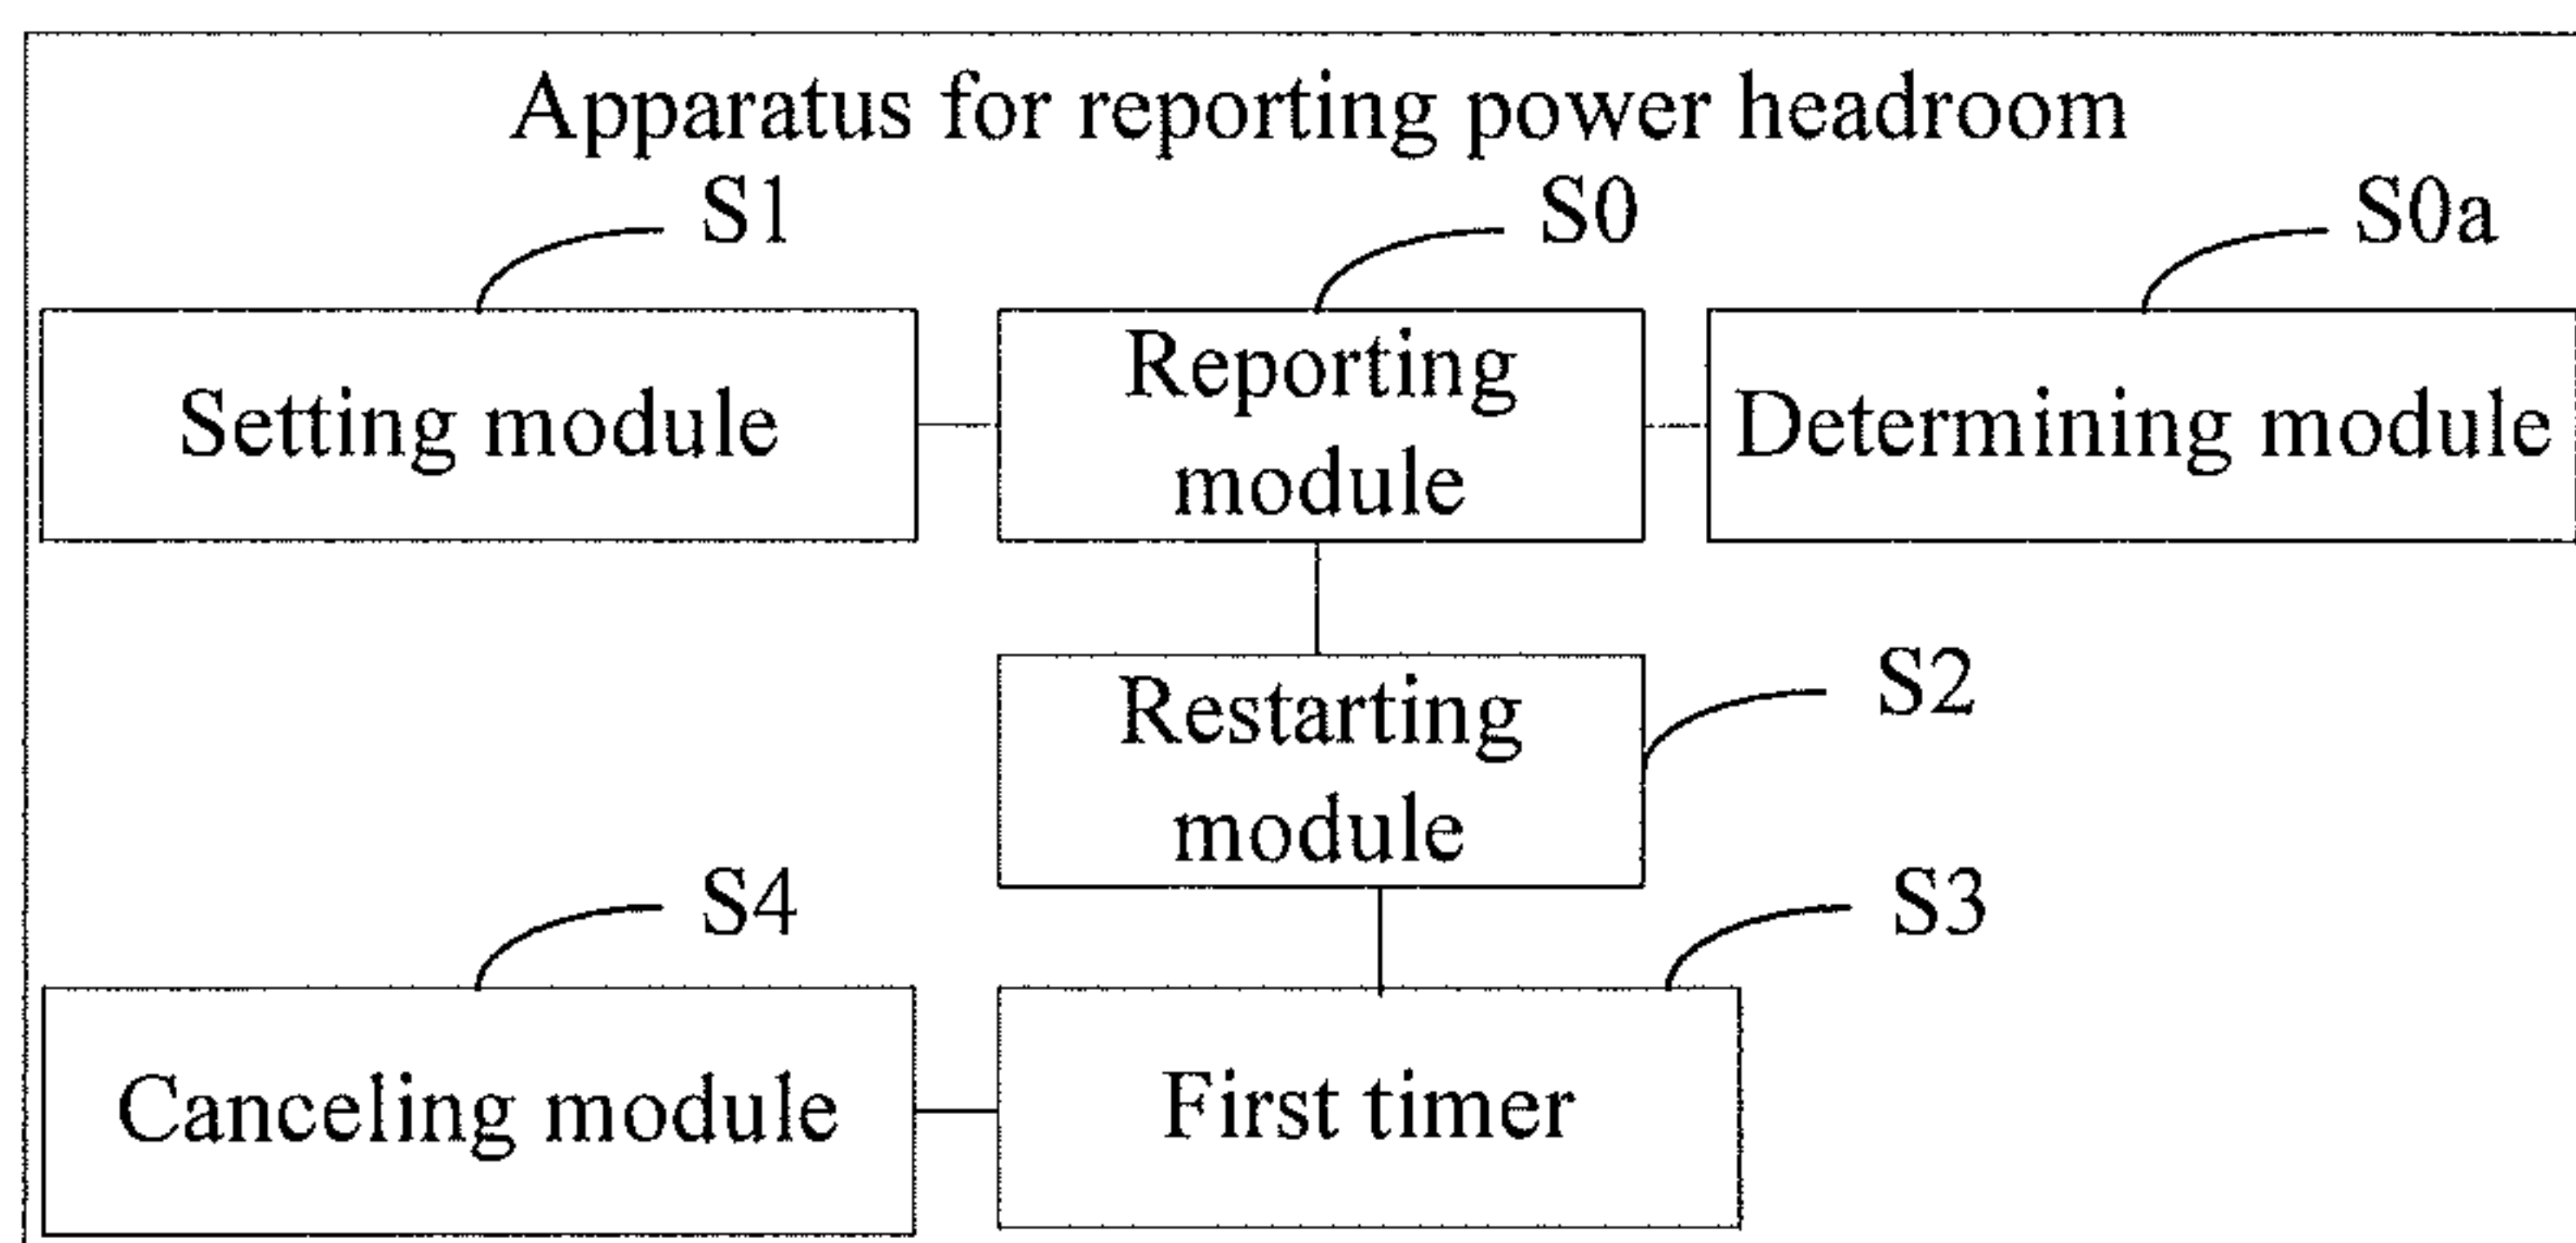 Apparatus for reporting power headroom
S1
S0
S0a
Setting module
Reporting
module
Determining module
Restarting
module
S2
S4
S3
Canceling module
First timer